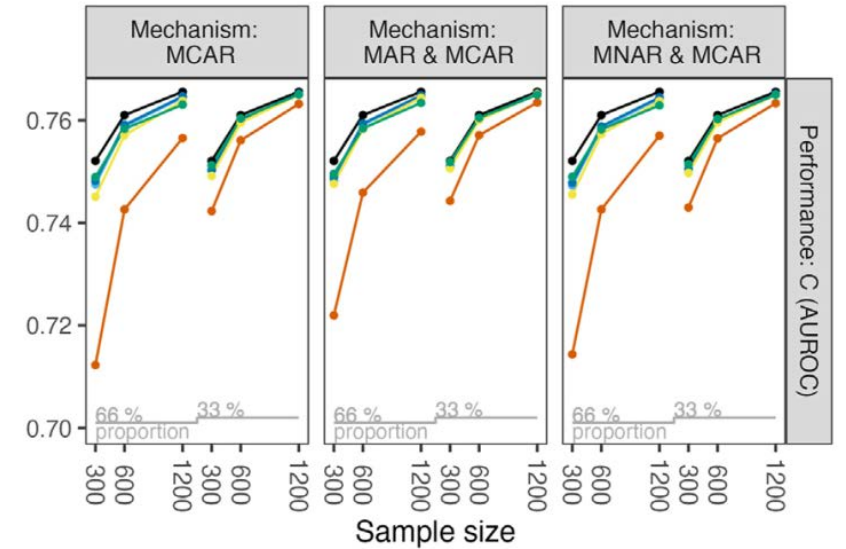 Mechanism:
MCAR
Mechanism:
MAR & MCAR
Mechanism:
MNAR & MCAR
0.76
0.74
0.72
0.70
66 %
33 %
proportion
66 %
33 %
proportion
66 %
33 %
proportion
Performance: C (AUROC)
300 600 1200 300 600 1200 300 600 1200 300 600 1200 300 600 1200 300 600 1200
Sample size